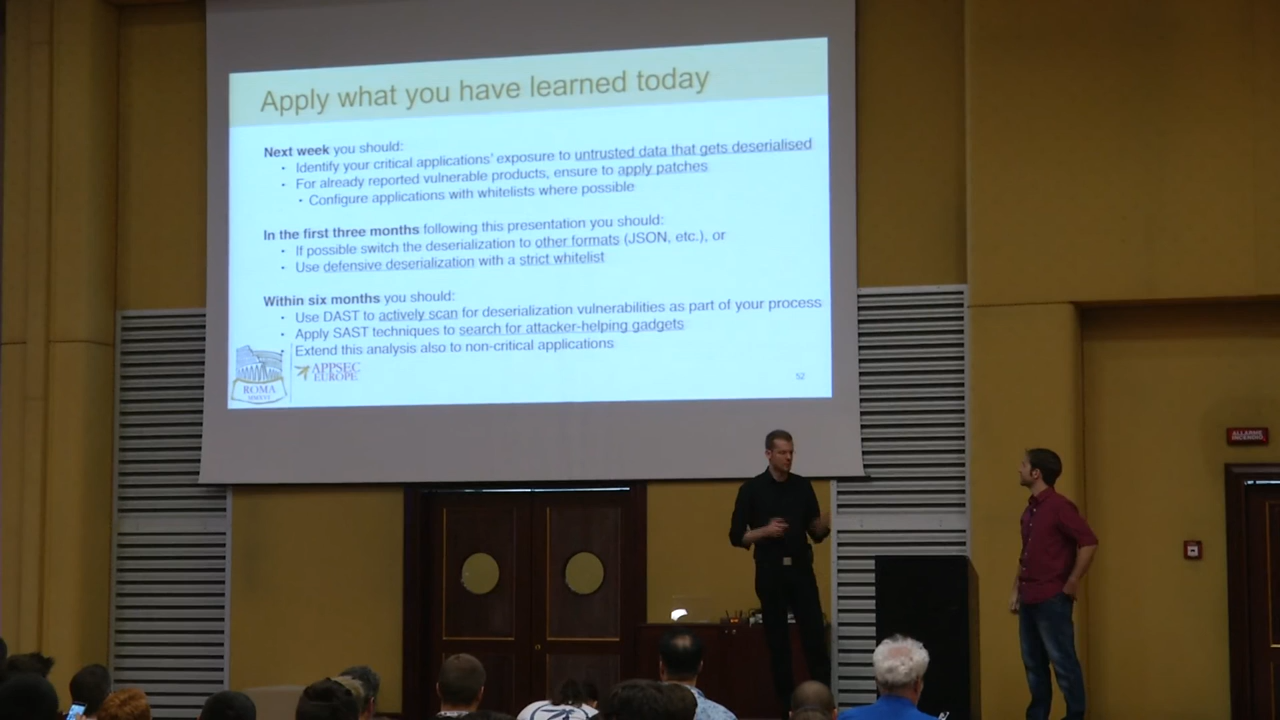 Apply what you have learned today
Next week you should:
• Identify your critical applications' exposure to untrusted data that gets deserialised
• For already reported vulnerable products, ensure to apply patches
• Configure applications with whitelists where possible
In the first three months following this presentation you should:
• If possible switch the deserialization to other formats (JSON, etc.), or
• Use defensive deserialization with a strict whitelist
Within six months you should:
• Use DAST to actively scan for deserialization vulnerabilities as part of your process
• Apply SAST techniques to search for attacker-helping gadgets
Extend this analysis also to non-critical applications
ROMA
APPSEC
EUROPE
52
ALLARME
INCENDIO